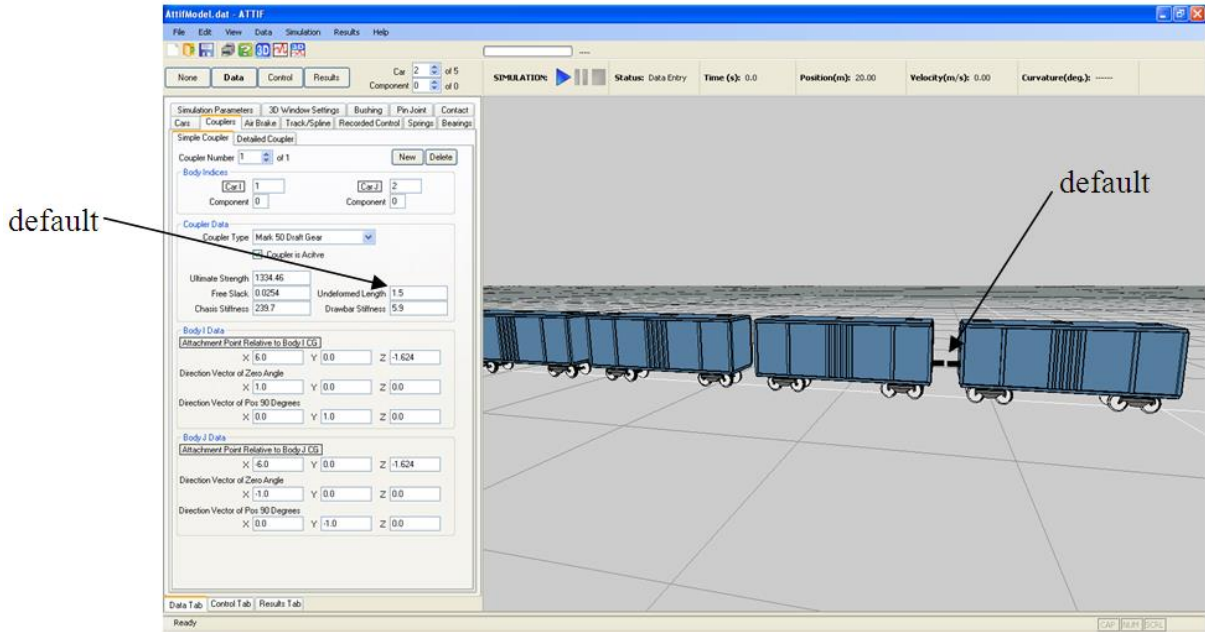 AttifModel.dat - ATTIF
File Edit View Data Simulation Results Help
3D
None Data Control Results Car 2 of 5
Component 0 of 0
SIMULATION: Status: Data Entry Time (s): 0.0 Position(m): 20.00 Velocity(m/s): 0.00 Curvature(deg.): ------
Simulation Parameters 3D Window Settings Bushing Pin Joint Contact
Cars Couplers Air Brake Track/Spline Recorded Control Springs Bearings
Simple Coupler Detailed Coupler
Coupler Number 1 of 1 New Delete
Body Indices
Car I 1 Car J 2
Component 0 Component 0
default
default
Coupler Data
Coupler Type Mark 50 Draft Gear
Coupler is Acitve
Ultimate Strength 1334.46
Free Slack 0.0254 Undeformed Length 1.5
Chasis Stiffness 239.7 Drawbar Stiffness 5.9
Body I Data
Attachment Point Relative to Body I CG
X 6.0 Y 0.0 Z -1.624
Direction Vector of Zero Angle
X 1.0 Y 0.0 Z 0.0
Direction Vector of Pos 90 Degrees
X 0.0 Y 1.0 Z 0.0
Body J Data
Attachment Point Relative to Body J CG
X -6.0 Y 0.0 Z -1.624
Direction Vector of Zero Angle
X -1.0 Y 0.0 Z 0.0
Direction Vector of Pos 90 Degrees
X 0.0 Y -1.0 Z 0.0
Data Tab Control Tab Results Tab
Ready CAP NUM SCRL